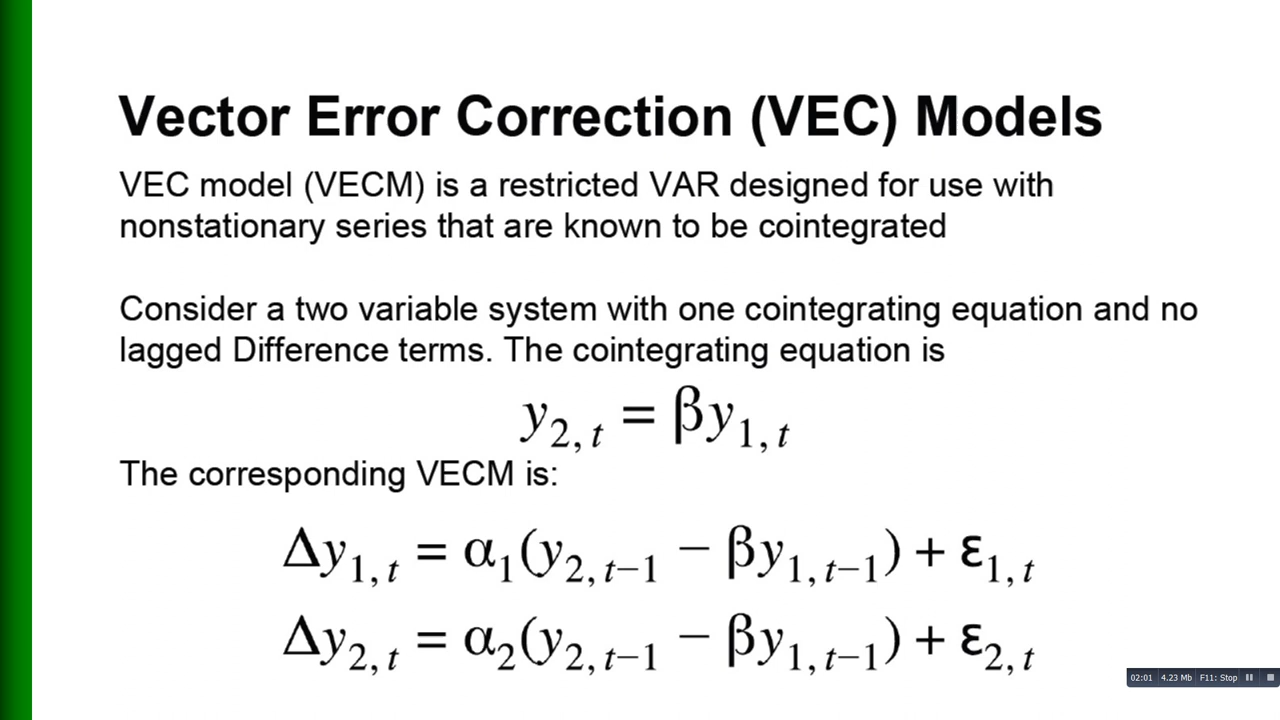 Vector Error Correction (VEC) Models
VEC model (VECM) is a restricted VAR designed for use with
nonstationary series that are known to be cointegrated
Consider a two variable system with one cointegrating equation and no
lagged Difference terms. The cointegrating equation is
y₂,ₜ = βy₁,ₜ
The corresponding VECM is:
Δy₁,ₜ = α₁(y₂,ₜ₋₁ − βy₁,ₜ₋₁) + ε₁,ₜ
Δy₂,ₜ = α₂(y₂,ₜ₋₁ − βy₁,ₜ₋₁) + ε₂,ₜ
02:01 4.23 Mb F11: Stop